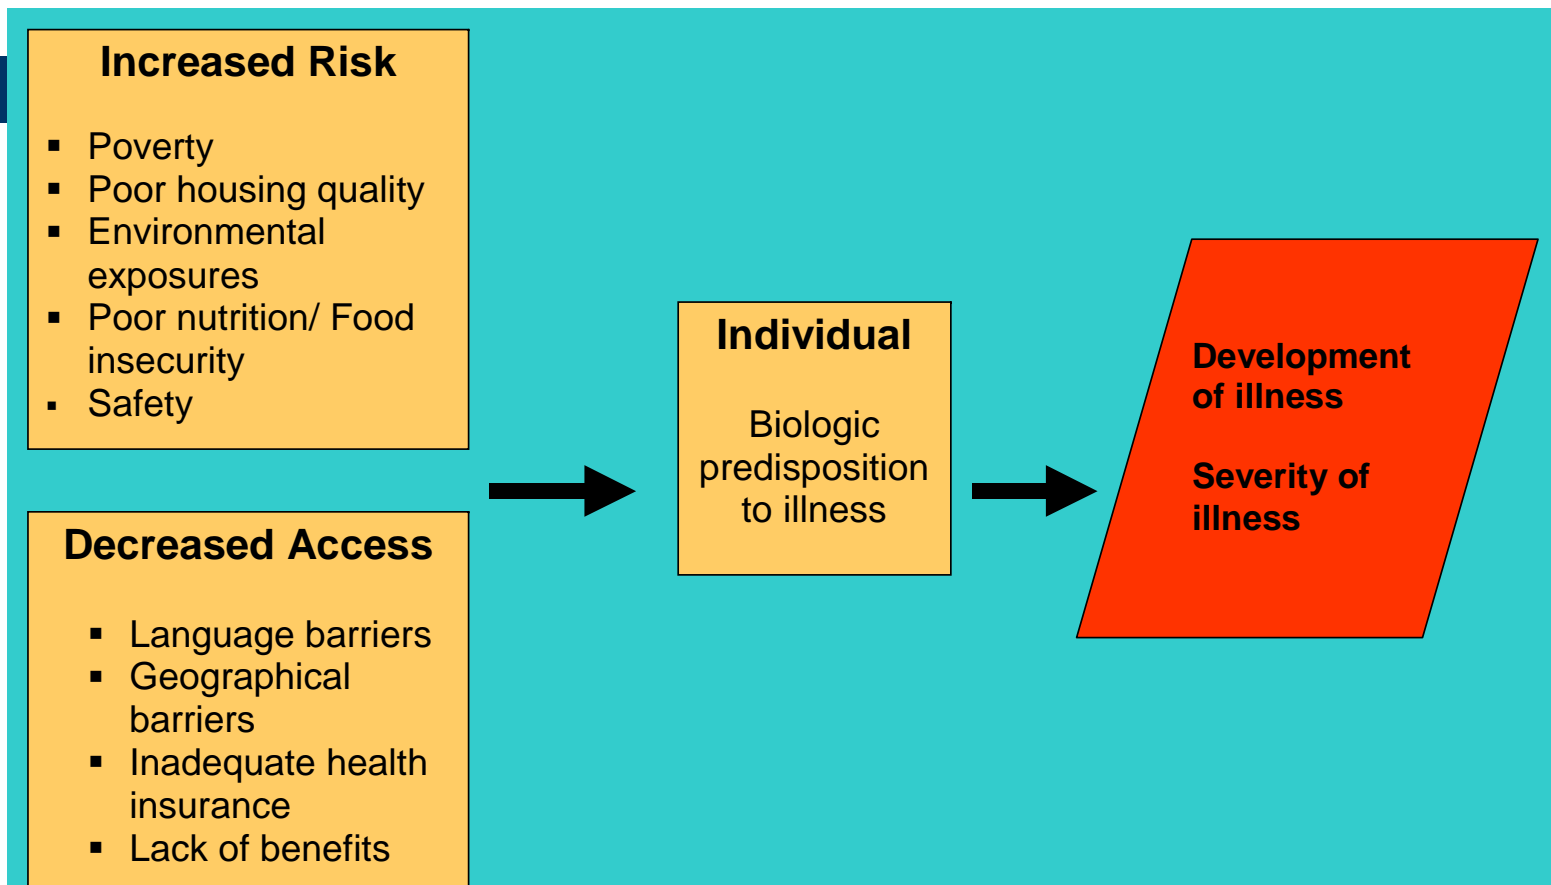 Increased Risk
▪ Poverty
▪ Poor housing quality
▪ Environmental
exposures
▪ Poor nutrition/ Food
insecurity
▪ Safety
Decreased Access
▪ Language barriers
▪ Geographical
barriers
▪ Inadequate health
insurance
▪ Lack of benefits
Individual
Biologic
predisposition
to illness
Development
of illness
Severity of
illness